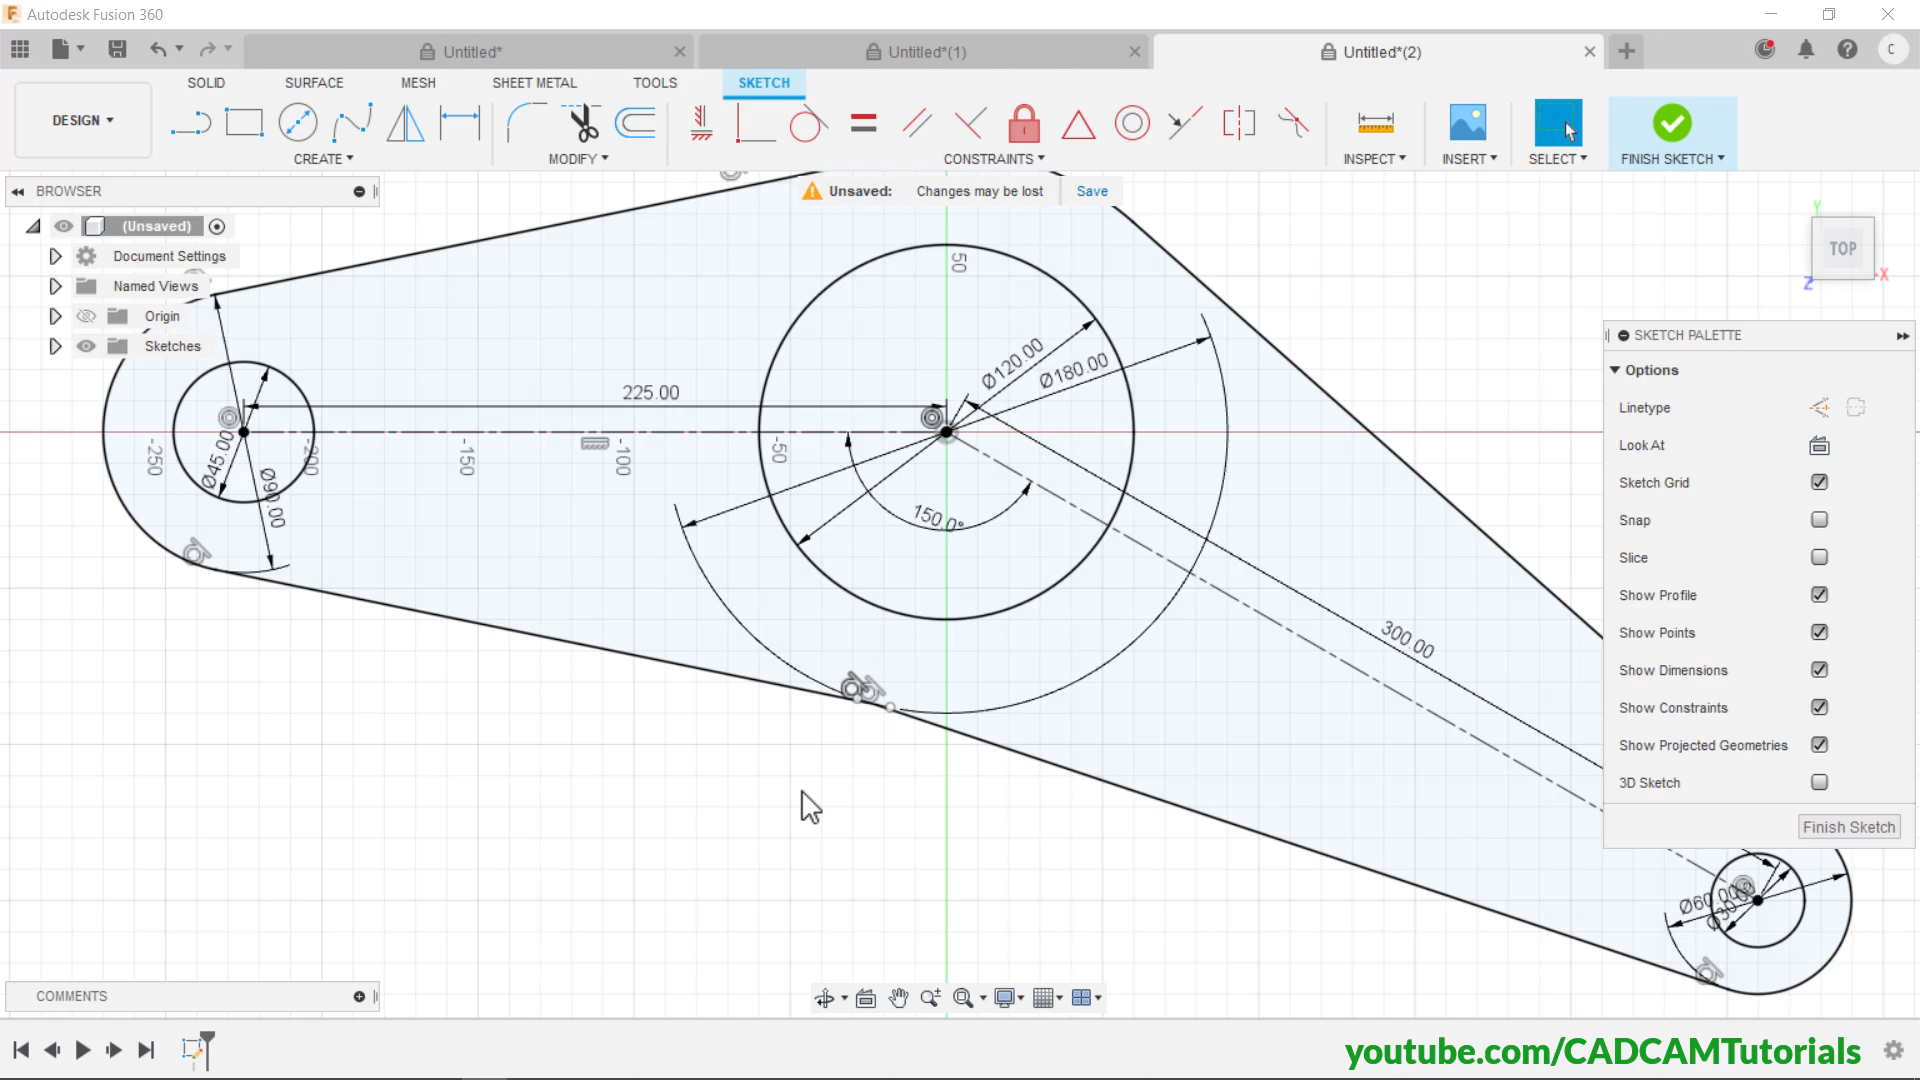 Autodesk Fusion 360
Untitled*
Untitled*(1)
Untitled*(2)
C
SOLID SURFACE MESH SHEET METAL TOOLS SKETCH
DESIGN
CREATE MODIFY CONSTRAINTS INSPECT INSERT SELECT FINISH SKETCH
BROWSER
Unsaved: Changes may be lost Save
(Unsaved)
Document Settings
Named Views
Origin
Sketches
Y
TOP
X
Z
50
Ø120.00
Ø180.00
225.00
-250
-200
-150
-100
-50
Ø45.00
Ø90.00
150.0°
300.00
Ø60.00
SKETCH PALETTE
Options
Linetype
Look At
Sketch Grid
Snap
Slice
Show Profile
Show Points
Show Dimensions
Show Constraints
Show Projected Geometries
3D Sketch
Finish Sketch
COMMENTS
youtube.com/CADCAMTutorials